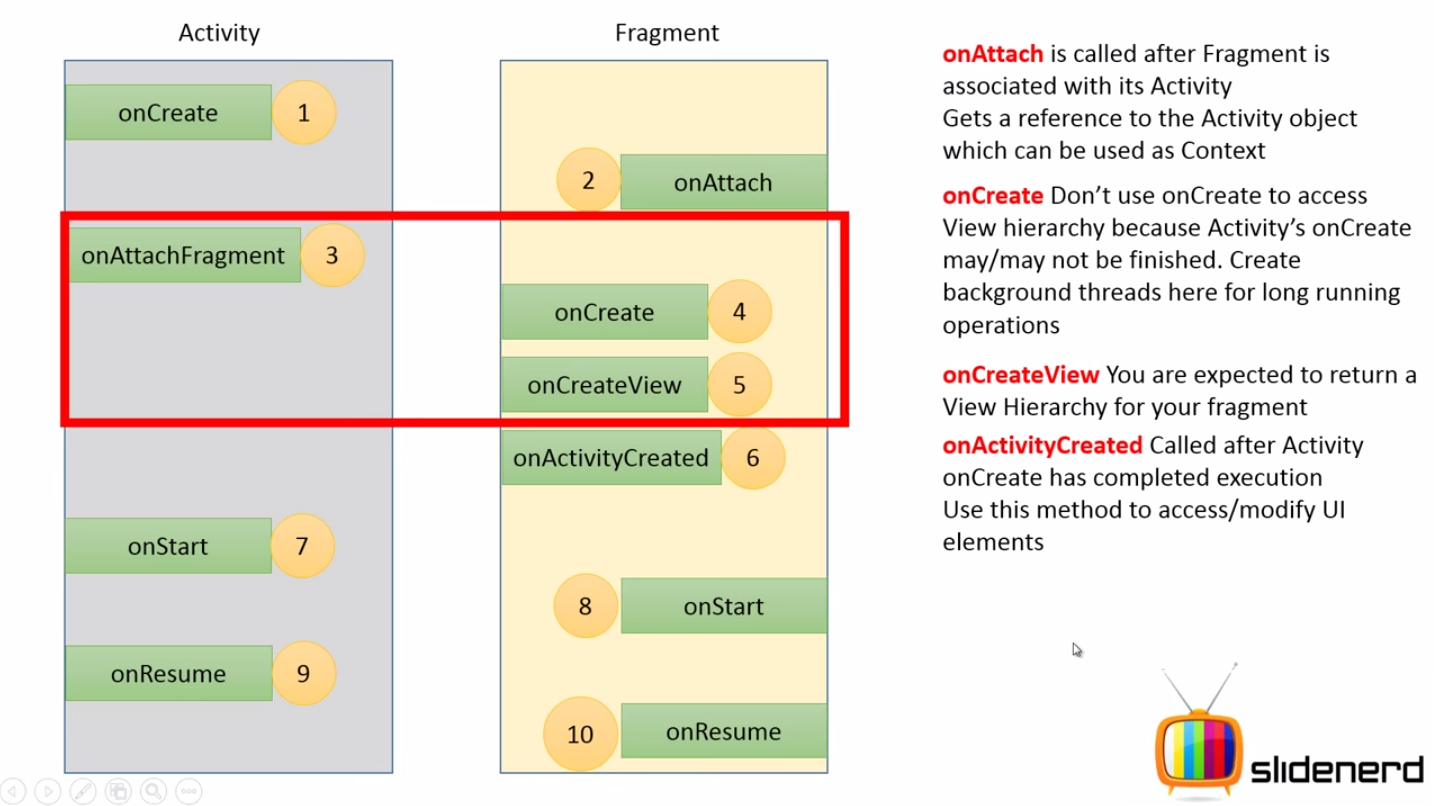 Activity
Fragment
onCreate
1
2
onAttach
onAttachFragment
3
onCreate
4
onCreateView
5
onActivityCreated
6
onStart
7
8
onStart
onResume
9
10
onResume
onAttach is called after Fragment is
associated with its Activity
Gets a reference to the Activity object
which can be used as Context
onCreate Don’t use onCreate to access
View hierarchy because Activity’s onCreate
may/may not be finished. Create
background threads here for long running
operations
onCreateView You are expected to return a
View Hierarchy for your fragment
onActivityCreated Called after Activity
onCreate has completed execution
Use this method to access/modify UI
elements
slidenerd